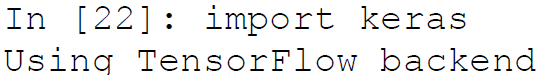 In [22]: import keras
Using TensorFlow backend